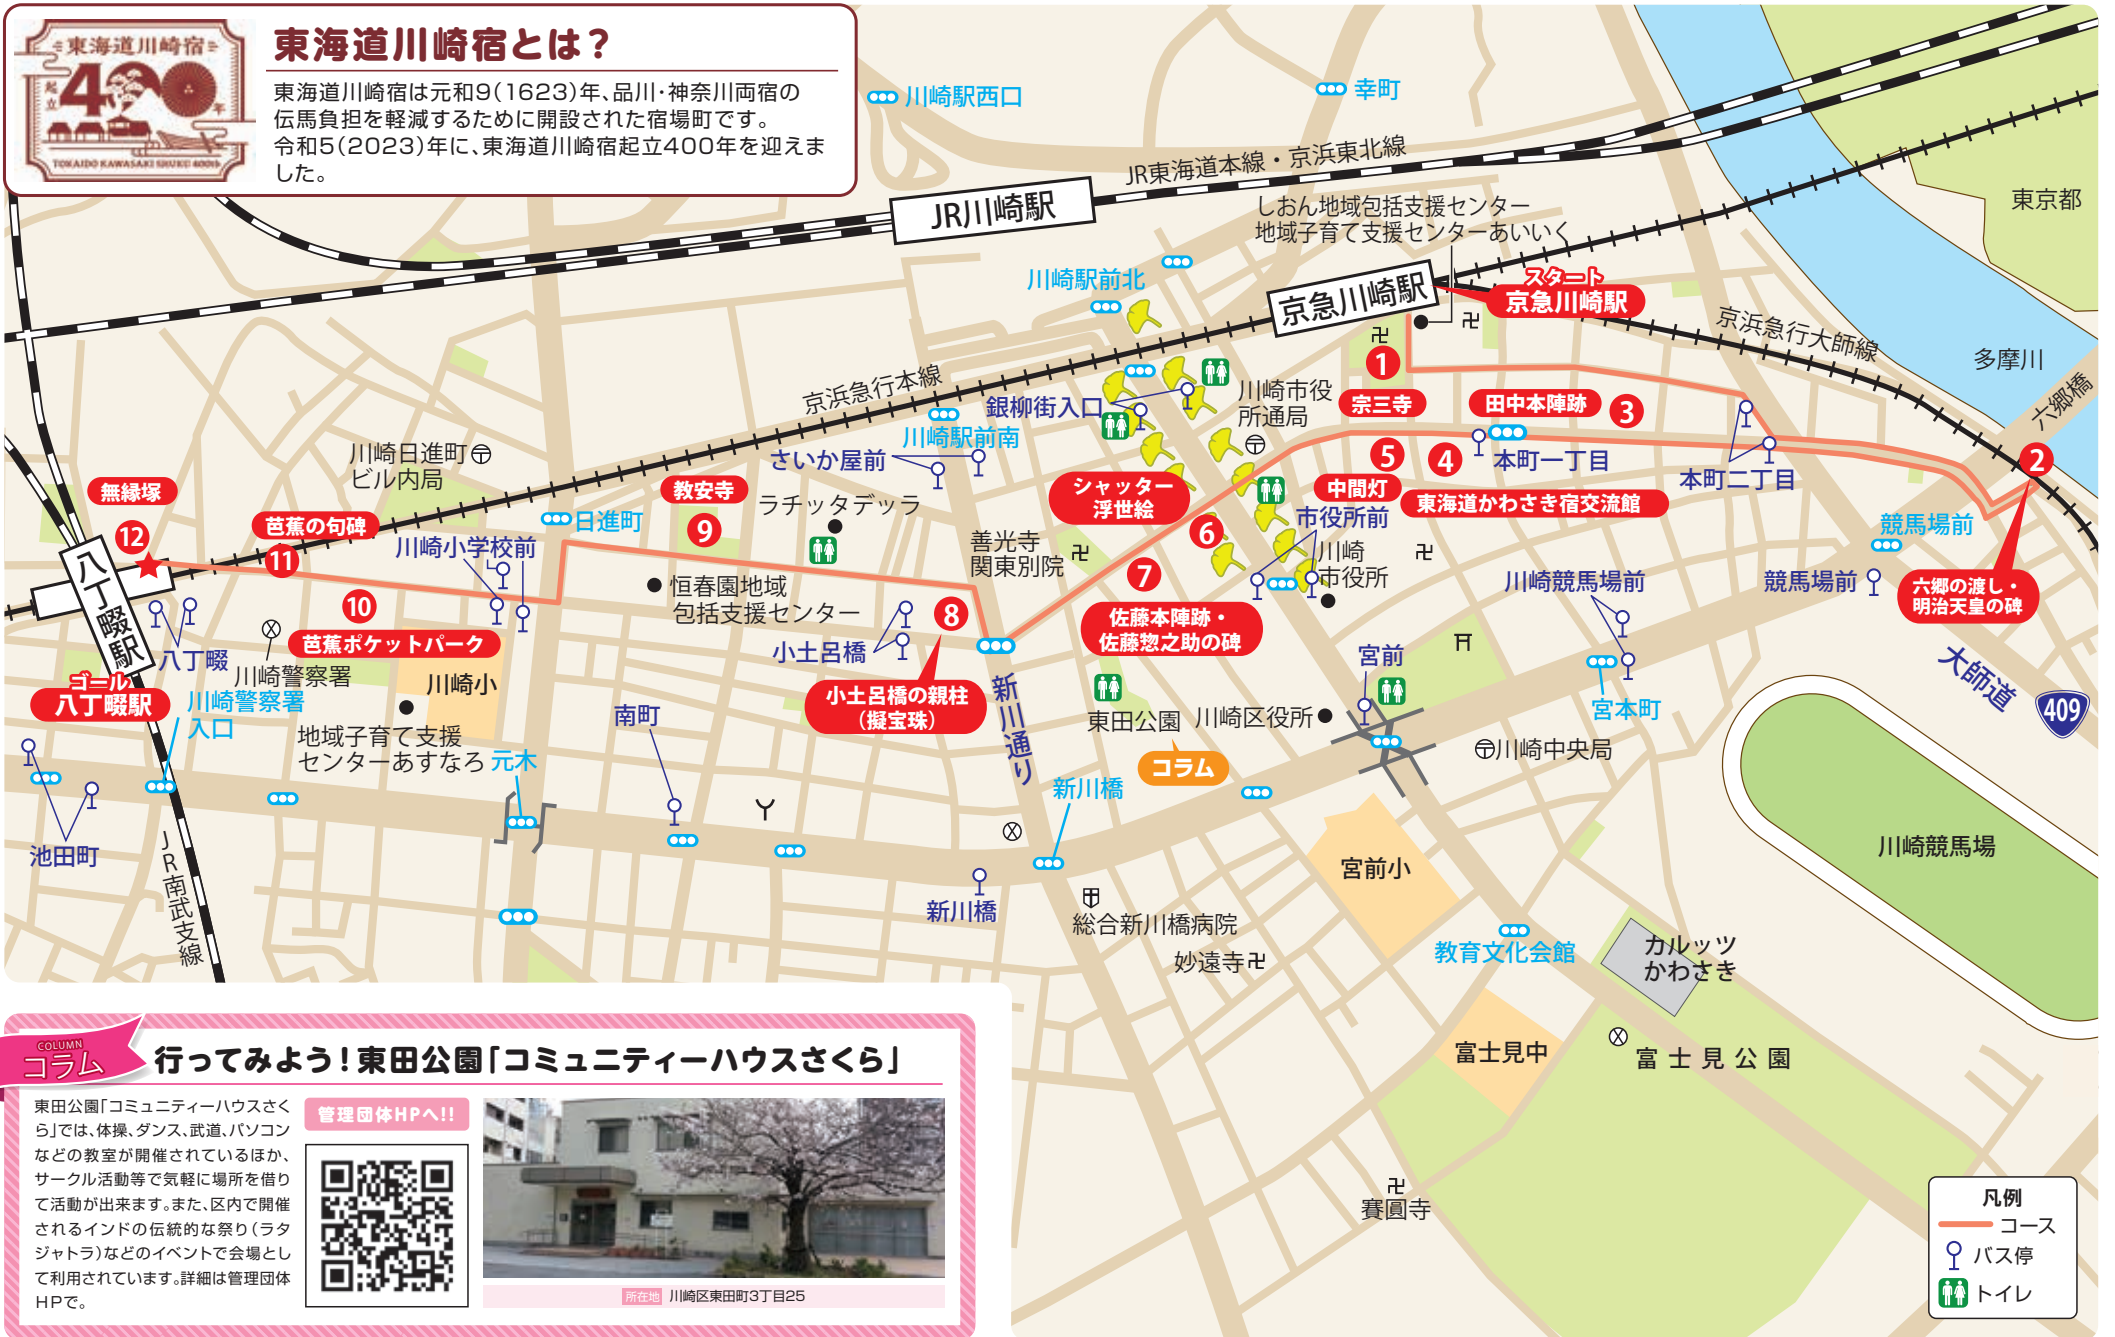 東海道川崎宿
起立
400
年
TOKAIDO KAWASAKI SHUKU 400th
東海道川崎宿とは？
東海道川崎宿は元和9(1623)年、品川・神奈川両宿の
伝馬負担を軽減するために開設された宿場町です。
令和5(2023)年に、東海道川崎宿起立400年を迎えま
した。
川崎駅西口
幸町
JR東海道本線・京浜東北線
JR川崎駅
東京都
しおん地域包括支援センター
地域子育て支援センターあいいく
川崎駅前北
京急川崎駅
スタート
京急川崎駅
京浜急行大師線
多摩川
六郷橋
京浜急行本線
銀柳街入口
川崎市役
所通局
1
宗三寺
田中本陣跡
3
川崎駅前南
さいか屋前
5
4
本町一丁目
本町二丁目
2
川崎日進町
ビル内局
無縁塚
12
芭蕉の句碑
11
川崎小学校前
日進町
教安寺
9
ラチッタデッラ
シャッター
浮世絵
6
中間灯
東海道かわさき宿交流館
市役所前
川崎
市役所
善光寺
関東別院
7
佐藤本陣跡・
佐藤惣之助の碑
競馬場前
競馬場前
川崎競馬場前
六郷の渡し・
明治天皇の碑
八丁畷駅
10
芭蕉ポケットパーク
恒春園地域
包括支援センター
8
小土呂橋
小土呂橋の親柱
（擬宝珠）
八丁畷
川崎警察署
ゴール
八丁畷駅
川崎警察署
入口
川崎小
地域子育て支援
センターあすなろ
元木
南町
新川通り
東田公園
川崎区役所
コラム
宮前
宮本町
川崎中央局
大師道
409
池田町
JR南武支線
新川橋
新川橋
総合新川橋病院
妙遠寺
宮前小
教育文化会館
カルッツ
かわさき
川崎競馬場
富士見中
富士見公園
賽圓寺
凡例
コース
バス停
トイレ
COLUMN
コラム
行ってみよう！東田公園「コミュニティーハウスさくら」
東田公園「コミュニティーハウスさく
ら」では、体操、ダンス、武道、パソコン
などの教室が開催されているほか、
サークル活動等で気軽に場所を借り
て活動が出来ます。また、区内で開催
されるインドの伝統的な祭り（ラタ
ジャトラ）などのイベントで会場とし
て利用されています。詳細は管理団体
HPで。
管理団体HPへ!!
所在地 川崎区東田町3丁目25